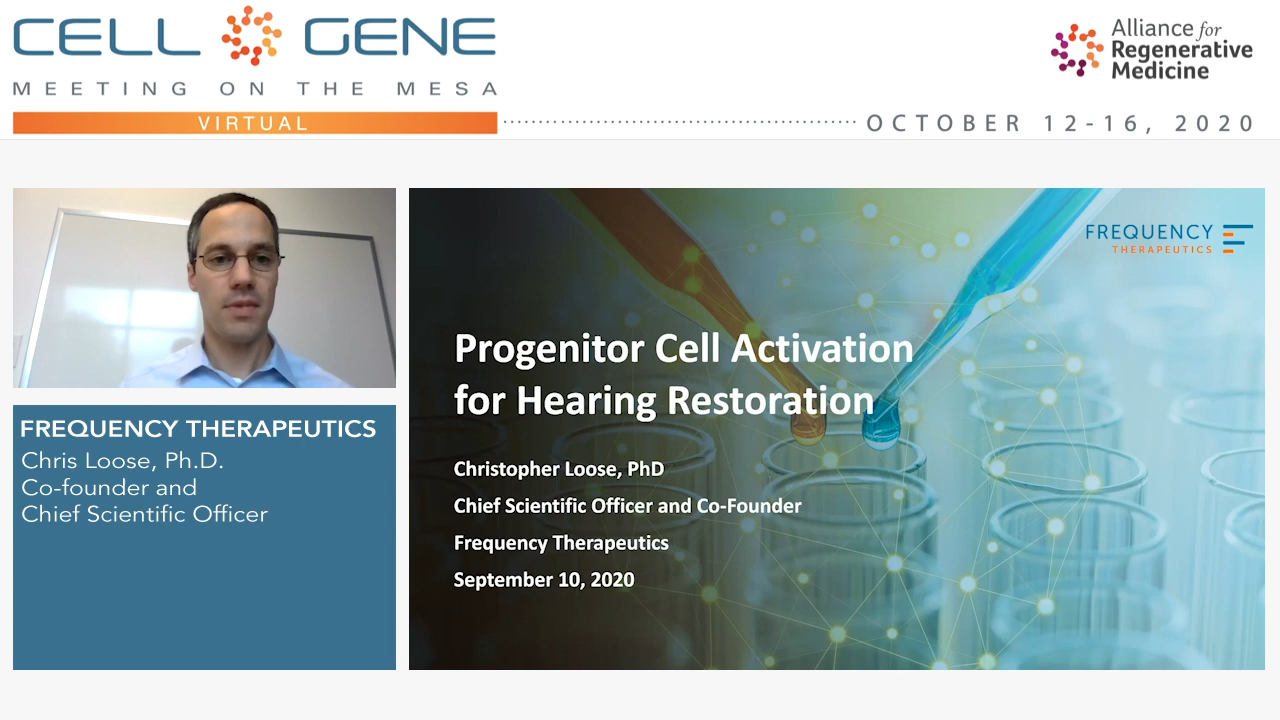 CELL GENE
MEETING ON THE MESA
VIRTUAL
Alliance for
Regenerative
Medicine
OCTOBER 12-16, 2020
FREQUENCY THERAPEUTICS
Chris Loose, Ph.D.
Co-founder and
Chief Scientific Officer
FREQUENCY
THERAPEUTICS
Progenitor Cell Activation
for Hearing Restoration
Christopher Loose, PhD
Chief Scientific Officer and Co-Founder
Frequency Therapeutics
September 10, 2020